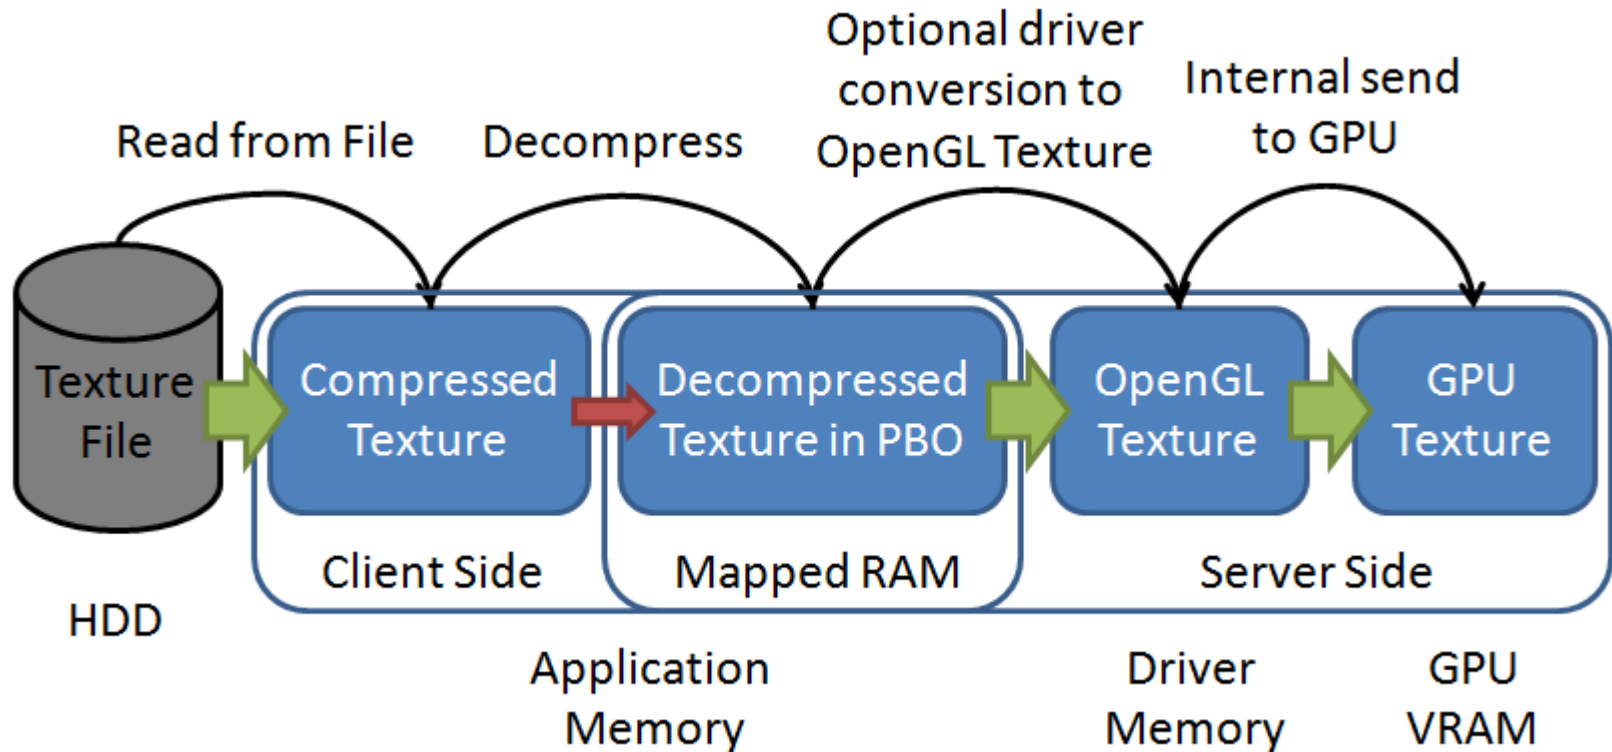 Read from File
Decompress
Optional driver
conversion to
OpenGL Texture
Internal send
to GPU
Texture
File
Compressed
Texture
Decompressed
Texture in PBO
OpenGL
Texture
GPU
Texture
Client Side
Mapped RAM
Server Side
HDD
Application
Memory
Driver
Memory
GPU
VRAM